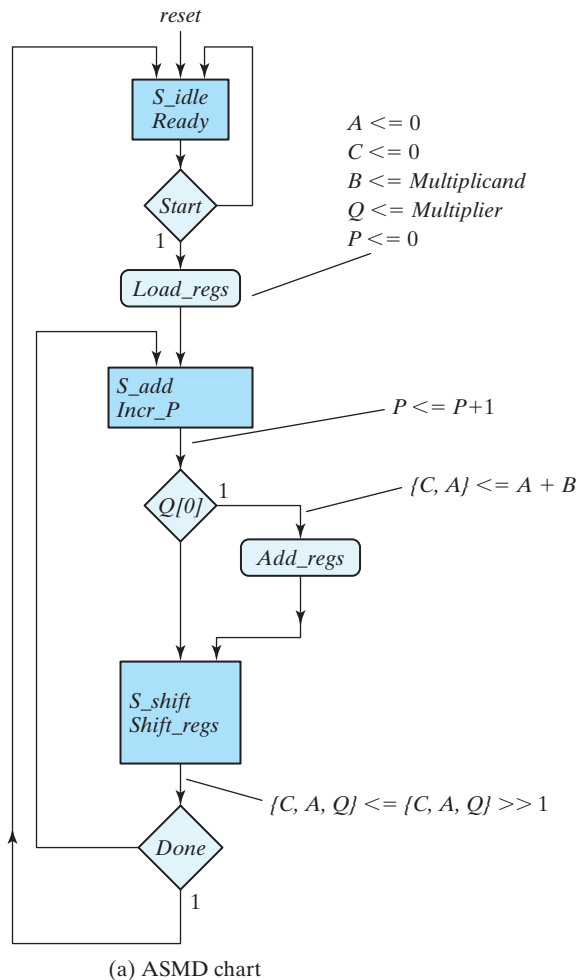 reset
S_idle
Ready
Start
1
Load_regs
A <= 0
C <= 0
B <= Multiplicand
Q <= Multiplier
P <= 0
S_add
Incr_P
P <= P+1
Q[0]
1
{C, A} <= A + B
Add_regs
S_shift
Shift_regs
{C, A, Q} <= {C, A, Q} >> 1
Done
1
(a) ASMD chart